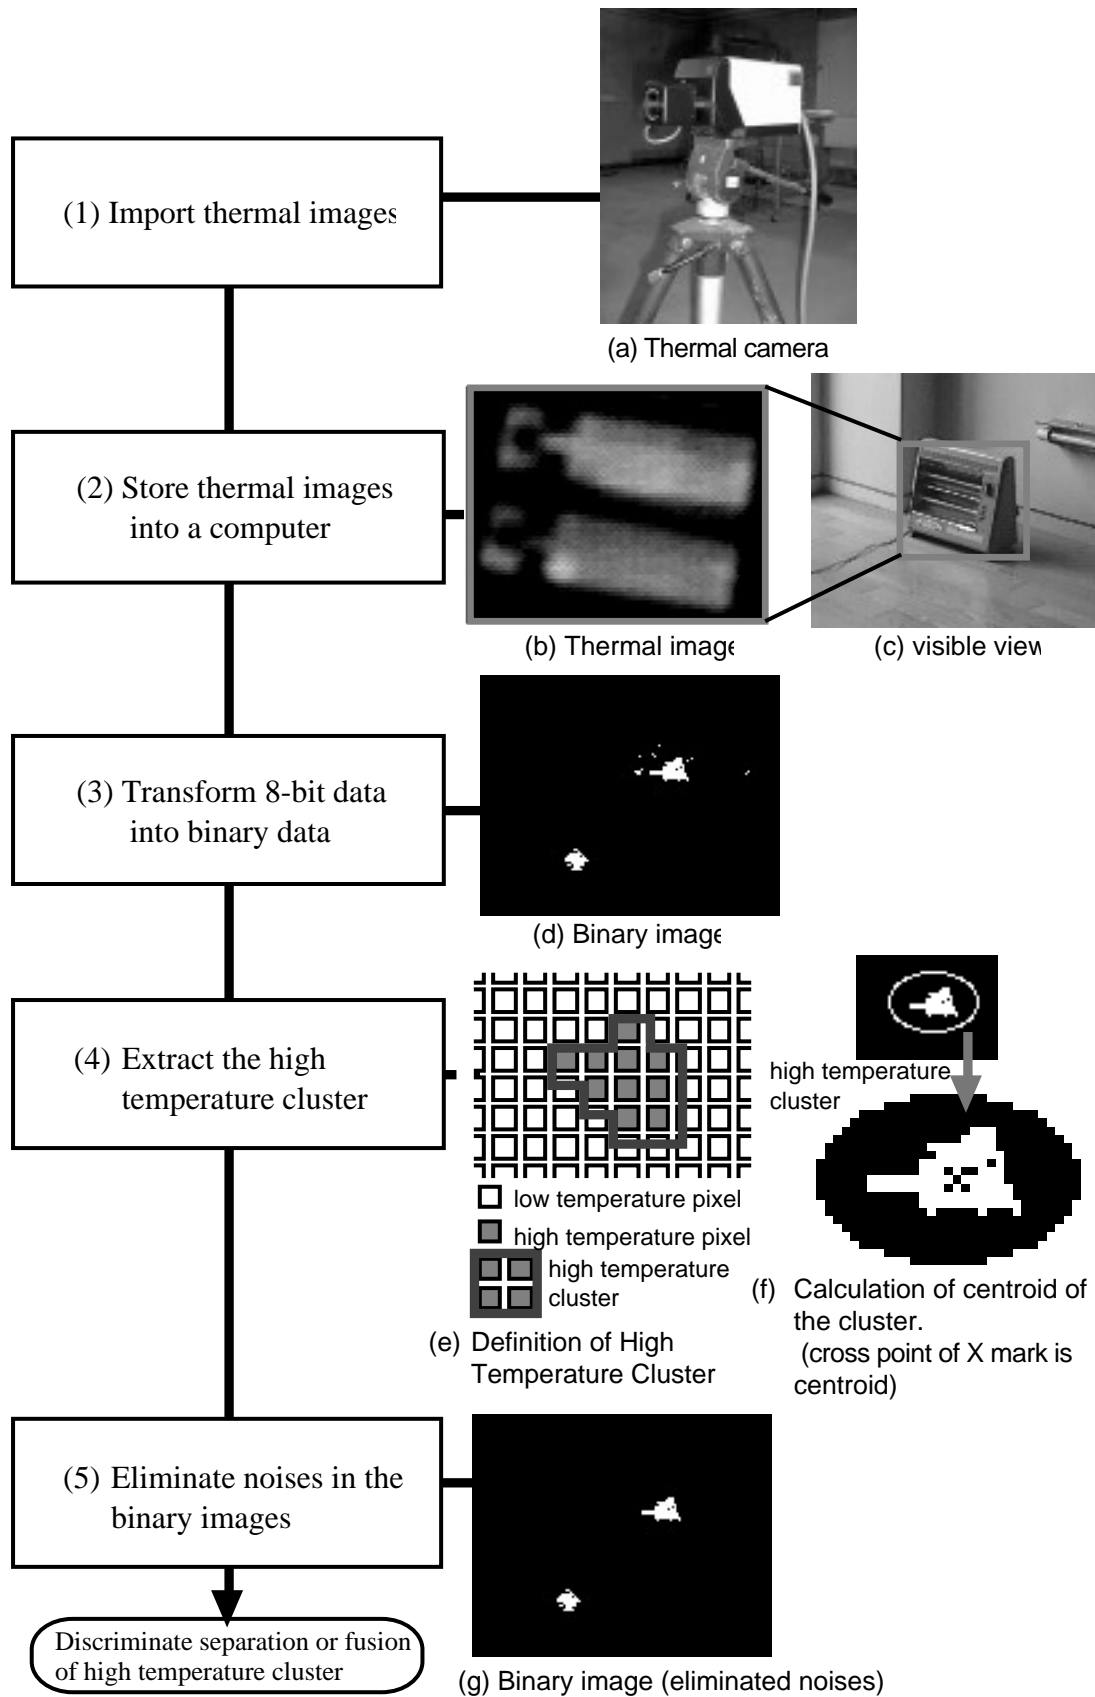 (1) Import thermal images
(a) Thermal camera
(2) Store thermal images
into a computer
(b) Thermal image
(c) visible view
(3) Transform 8-bit data
into binary data
(d) Binary image
(4) Extract the high
temperature cluster
high temperature
cluster
low temperature pixel
high temperature pixel
high temperature
cluster
(e) Definition of High
Temperature Cluster
(f) Calculation of centroid of
the cluster.
(cross point of X mark is
centroid)
(5) Eliminate noises in the
binary images
Discriminate separation or fusion
of high temperature cluster
(g) Binary image (eliminated noises)